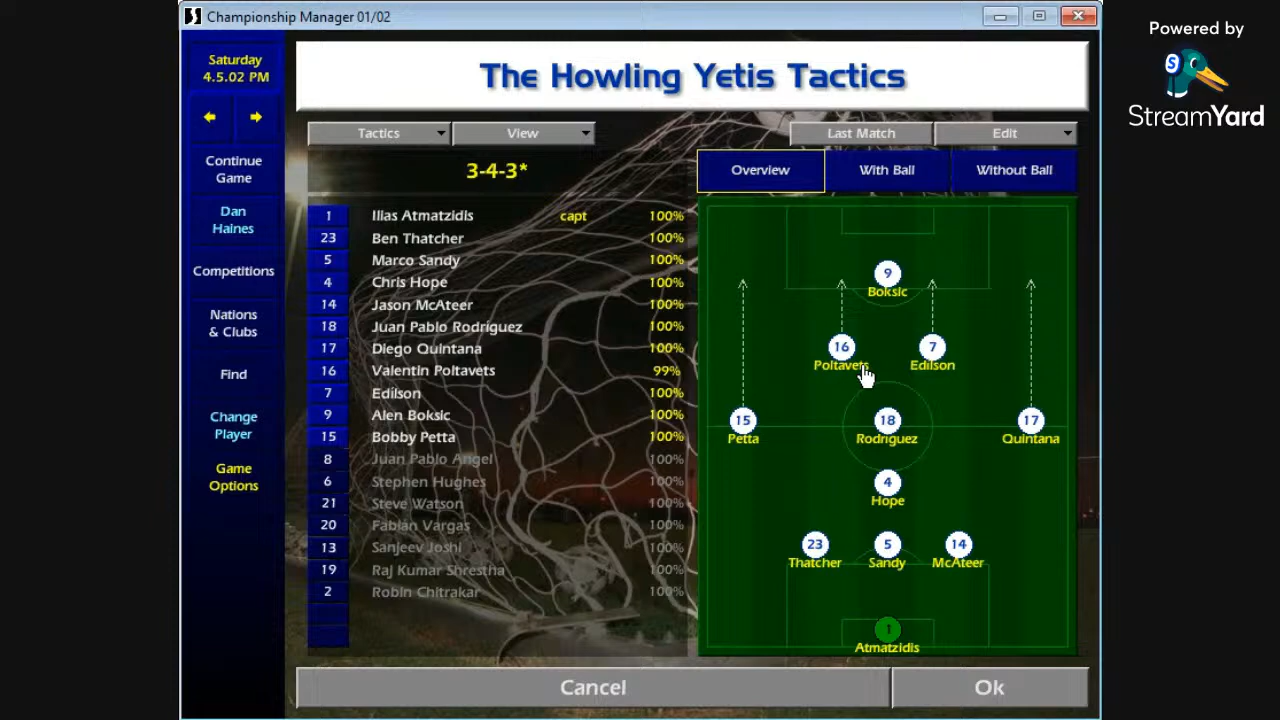 Championship Manager 01/02
Powered by
S
StreamYard
Saturday
4.5.02 PM
Continue
Game
Dan
Haines
Competitions
Nations
& Clubs
Find
Change
Player
Game
Options
The Howling Yetis Tactics
Tactics
View
Last Match
Edit
3-4-3*
Overview
With Ball
Without Ball
1 Ilias Atmatzidis capt 100%
23 Ben Thatcher 100%
5 Marco Sandy 100%
4 Chris Hope 100%
14 Jason McAteer 100%
18 Juan Pablo Rodríguez 100%
17 Diego Quintana 100%
16 Valentin Poltavets 99%
7 Edilson 100%
9 Alen Boksic 100%
15 Bobby Petta 100%
8 Juan Pablo Angel 100%
6 Stephen Hughes 100%
21 Steve Watson 100%
20 Fabián Vargas 100%
13 Sanjeev Joshi 100%
19 Raj Kumar Shrestha 100%
2 Robin Chitrakar 100%
9
Boksic
16 7
Poltavets Edilson
15 18 17
Petta Rodríguez Quintana
4
Hope
23 5 14
Thatcher Sandy McAteer
1
Atmatzidis
Cancel
Ok